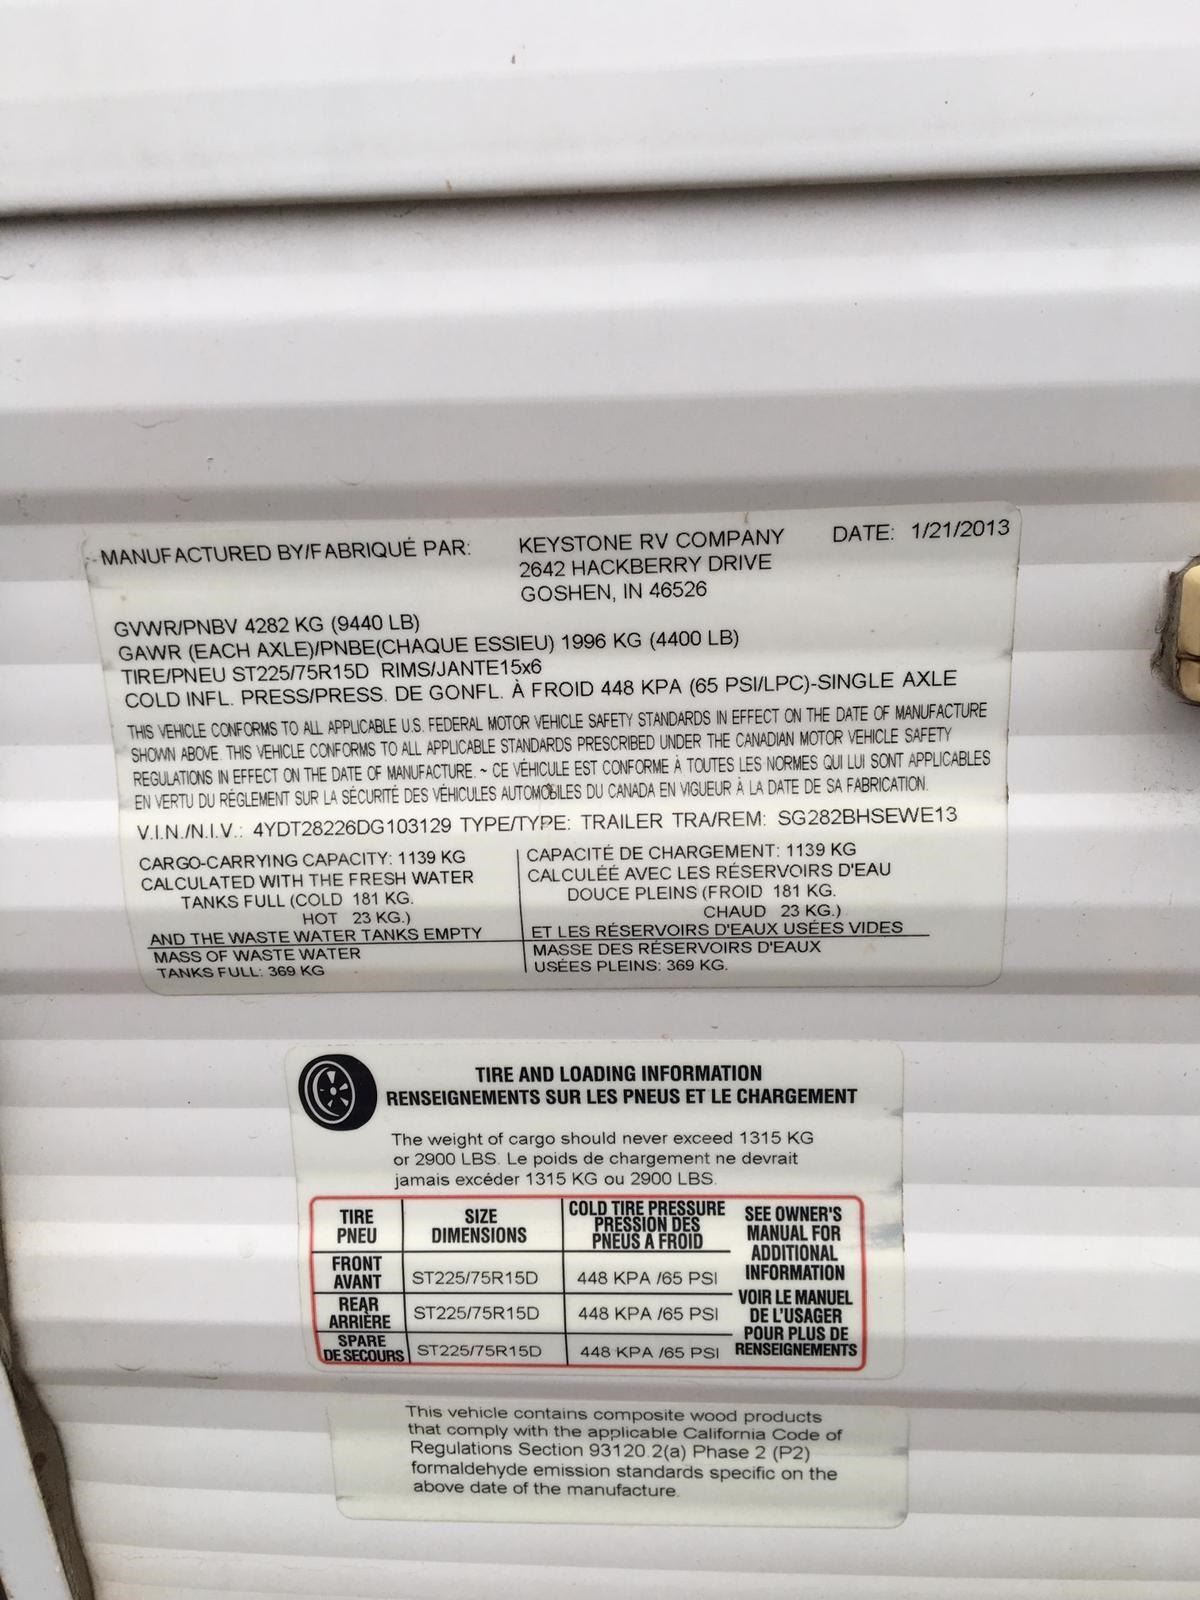 MANUFACTURED BY/FABRIQUÉ PAR: KEYSTONE RV COMPANY DATE: 1/21/2013
2642 HACKBERRY DRIVE
GOSHEN, IN 46526
GVWR/PNBV 4282 KG (9440 LB)
GAWR (EACH AXLE)/PNBE(CHAQUE ESSIEU) 1996 KG (4400 LB)
TIRE/PNEU ST225/75R15D RIMS/JANTE15x6
COLD INFL. PRESS/PRESS. DE GONFL. À FROID 448 KPA (65 PSI/LPC)-SINGLE AXLE
THIS VEHICLE CONFORMS TO ALL APPLICABLE U.S. FEDERAL MOTOR VEHICLE SAFETY STANDARDS IN EFFECT ON THE DATE OF MANUFACTURE
SHOWN ABOVE. THIS VEHICLE CONFORMS TO ALL APPLICABLE STANDARDS PRESCRIBED UNDER THE CANADIAN MOTOR VEHICLE SAFETY
REGULATIONS IN EFFECT ON THE DATE OF MANUFACTURE. ~ CE VÉHICULE EST CONFORME À TOUTES LES NORMES QUI LUI SONT APPLICABLES
EN VERTU DU RÉGLEMENT SUR LA SÉCURITÉ DES VÉHICULES AUTOMOBILES DU CANADA EN VIGUEUR À LA DATE DE SA FABRICATION.
V.I.N./N.I.V.: 4YDT28226DG103129 TYPE/TYPE: TRAILER TRA/REM: SG282BHSEWE13
CARGO-CARRYING CAPACITY: 1139 KG
CALCULATED WITH THE FRESH WATER
TANKS FULL (COLD 181 KG.
HOT 23 KG.)
AND THE WASTE WATER TANKS EMPTY
MASS OF WASTE WATER
TANKS FULL: 369 KG
CAPACITÉ DE CHARGEMENT: 1139 KG
CALCULÉE AVEC LES RÉSERVOIRS D'EAU
DOUCE PLEINS (FROID 181 KG.
CHAUD 23 KG.)
ET LES RÉSERVOIRS D'EAUX USÉES VIDES
MASSE DES RÉSERVOIRS D'EAUX
USÉES PLEINS: 369 KG.
TIRE AND LOADING INFORMATION
RENSEIGNEMENTS SUR LES PNEUS ET LE CHARGEMENT
The weight of cargo should never exceed 1315 KG
or 2900 LBS. Le poids de chargement ne devrait
jamais excéder 1315 KG ou 2900 LBS.
TIRE
PNEU
SIZE
DIMENSIONS
COLD TIRE PRESSURE
PRESSION DES
PNEUS A FROID
FRONT
AVANT
ST225/75R15D 448 KPA /65 PSI
REAR
ARRIÈRE
ST225/75R15D 448 KPA /65 PSI
SPARE
DE SECOURS
ST225/75R15D 448 KPA /65 PSI
SEE OWNER'S
MANUAL FOR
ADDITIONAL
INFORMATION
VOIR LE MANUEL
DE L'USAGER
POUR PLUS DE
RENSEIGNEMENTS
This vehicle contains composite wood products
that comply with the applicable California Code of
Regulations Section 93120.2(a) Phase 2 (P2)
formaldehyde emission standards specific on the
above date of the manufacture.